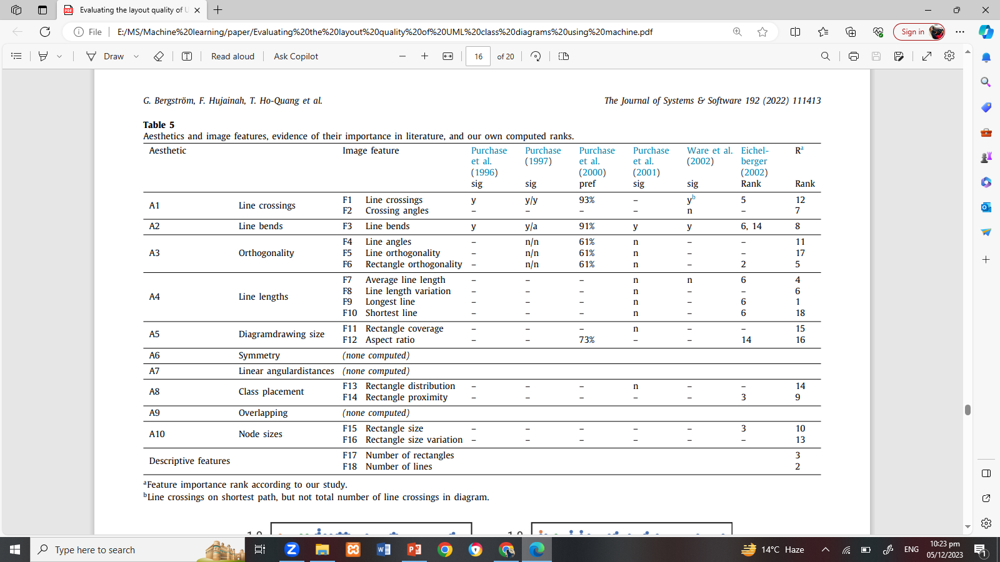 Evaluating the layout quality of U
File
E:/MS/Machine%20learning/paper/Evaluating%20the%20layout%20quality%20of%20UML%20class%20diagrams%20using%20machine.pdf
Sign in
Draw
Read aloud
Ask Copilot
16 of 20
G. Bergström, F. Hujainah, T. Ho-Quang et al. The Journal of Systems & Software 192 (2022) 111413
Table 5
Aesthetics and image features, evidence of their importance in literature, and our own computed ranks.
Aesthetic Image feature Purchase Purchase Purchase Purchase Ware et al. Eichel- Rᵃ
et al. (1997) et al. et al. (2002) berger
(1996) (2000) (2001) (2002)
sig sig pref sig sig Rank Rank
A1 Line crossings
F1 Line crossings y y/y 93% – yᵇ 5 12
F2 Crossing angles – – – – n – 7
A2 Line bends F3 Line bends y y/a 91% y y 6, 14 8
A3 Orthogonality
F4 Line angles – n/n 61% n – – 11
F5 Line orthogonality – n/n 61% n – – 17
F6 Rectangle orthogonality – n/n 61% n – 2 5
A4 Line lengths
F7 Average line length – – – n n 6 4
F8 Line length variation – – – n – – 6
F9 Longest line – – – n – 6 1
F10 Shortest line – – – n – 6 18
A5 Diagramdrawing size
F11 Rectangle coverage – – – n – – 15
F12 Aspect ratio – – 73% – – 14 16
A6 Symmetry (none computed)
A7 Linear angulardistances (none computed)
A8 Class placement
F13 Rectangle distribution – – – n – – 14
F14 Rectangle proximity – – – – – 3 9
A9 Overlapping (none computed)
A10 Node sizes
F15 Rectangle size – – – – – 3 10
F16 Rectangle size variation – – – – – – 13
Descriptive features
F17 Number of rectangles 3
F18 Number of lines 2
ᵃFeature importance rank according to our study.
ᵇLine crossings on shortest path, but not total number of line crossings in diagram.
Type here to search
14°C Haze
ENG
10:23 pm
05/12/2023
1